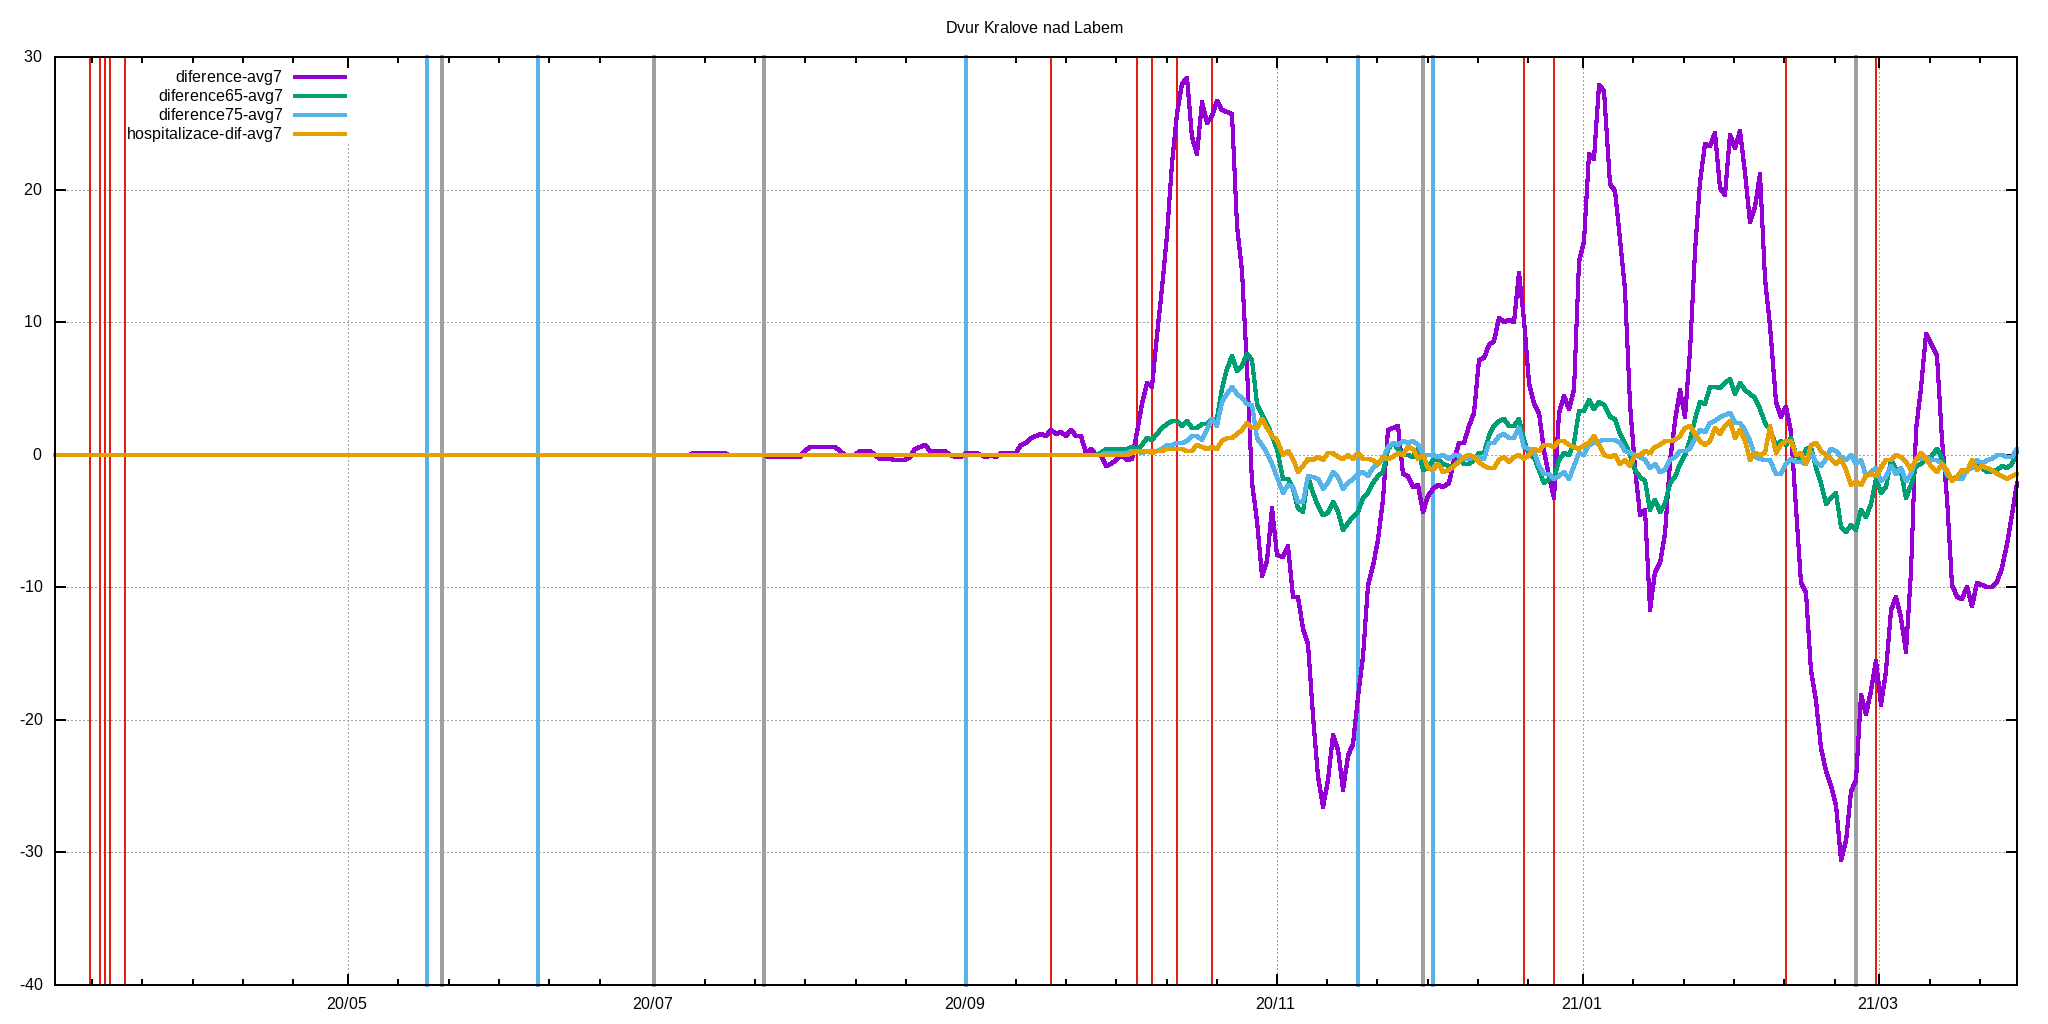 Dvur Kralove nad Labem
30
20
10
0
-10
-20
-30
-40
diference-avg7
diference65-avg7
diference75-avg7
hospitalizace-dif-avg7
20/05
20/07
20/09
20/11
21/01
21/03